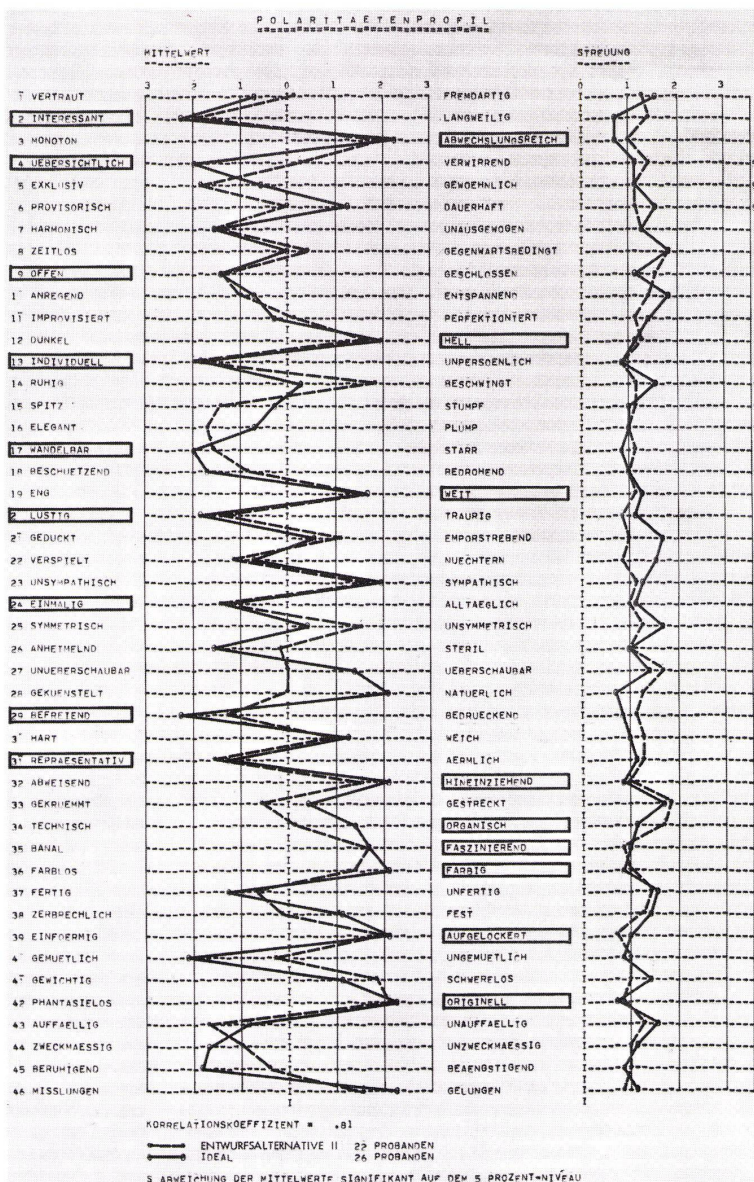 POLARITAETENPROFIL
MITTELWERT STREUUNG
3 2 1 0 1 2 3 0 1 2 3
1 VERTRAUT FREMDARTIG
2 INTERESSANT LANGWEILIG
3 MONOTON ABWECHSLUNGSREICH
4 UEBERSICHTLICH VERWIRREND
5 EXKLUSIV GEWOEHNLICH
6 PROVISORISCH DAUERHAFT
7 HARMONISCH UNAUSGEWOGEN
8 ZEITLOS GEGENWARTSBEDINGT
9 OFFEN GESCHLOSSEN
1 ANREGEND ENTSPANNEND
11 IMPROVISIERT PERFEKTIONIERT
12 DUNKEL HELL
13 INDIVIDUELL UNPERSOENLICH
14 RUHIG BESCHWINGT
15 SPITZ STUMPF
16 ELEGANT PLUMP
17 WANDELBAR STARR
18 BESCHUETZEND BEDROHEND
19 ENG WEIT
2 LUSTIG TRAURIG
21 GEDUCKT EMPORSTREBEND
22 VERSPIELT NUECHTERN
23 UNSYMPATHISCH SYMPATHISCH
24 EINMALIG ALLTAEGLICH
25 SYMMETRISCH UNSYMMETRISCH
26 ANHEIMELND STERIL
27 UNUEBERSCHAUBAR UEBERSCHAUBAR
28 GEKUENSTELT NATUERLICH
29 BEFREIEND BEDRUECKEND
3 HART WEICH
31 REPRAESENTATIV AERMLICH
32 ABWEISEND HINEINZIEHEND
33 GEKRUEMMT GESTRECKT
34 TECHNISCH ORGANISCH
35 BANAL FASZINIEREND
36 FARBLOS FARBIG
37 FERTIG UNFERTIG
38 ZERBRECHLICH FEST
39 EINFOERMIG AUFGELOCKERT
4 GEMUETLICH UNGEMUETLICH
41 GEWICHTIG SCHWERELOS
42 PHANTASIELOS ORIGINELL
43 AUFFAELLIG UNAUFFAELLIG
44 ZWECKMAESSIG UNZWECKMAESSIG
45 BERUHIGEND BEAENGSTIGEND
46 MISSLUNGEN GELUNGEN
KORRELATIONSKOEFFIZIENT = .81
ENTWURFSALTERNATIVE II 22 PROBANDEN
IDEAL 26 PROBANDEN
S ABWEICHUNG DER MITTELWERTE SIGNIFIKANT AUF DEM 5 PROZENT-NIVEAU